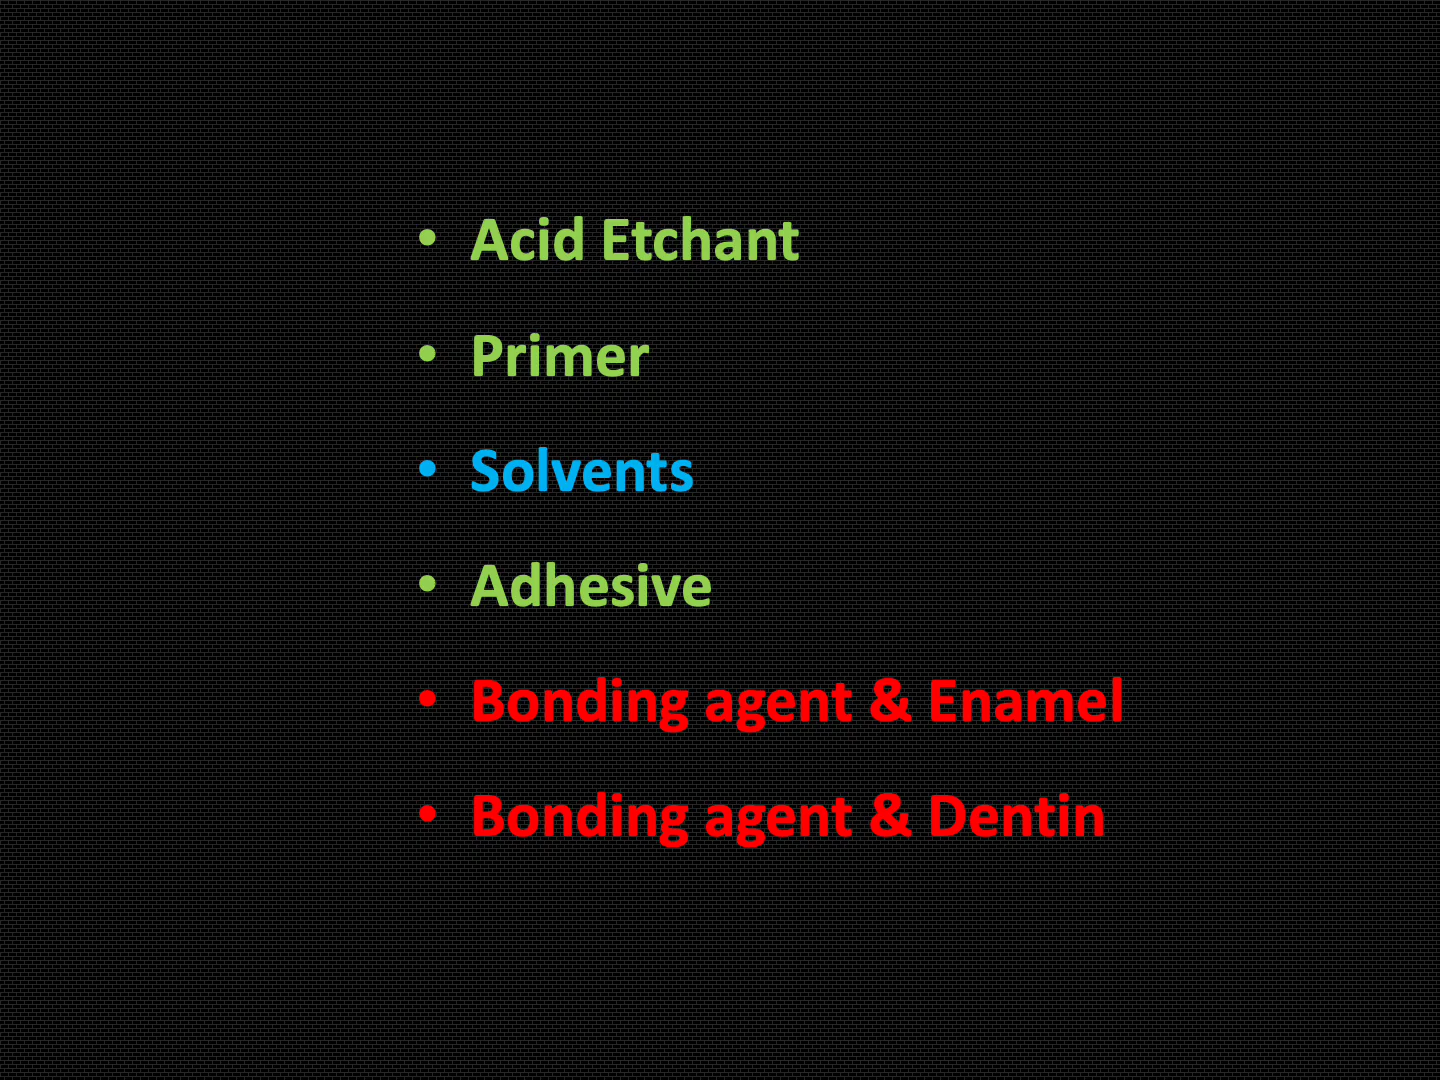 • Acid Etchant
• Primer
• Solvents
• Adhesive
• Bonding agent & Enamel
• Bonding agent & Dentin